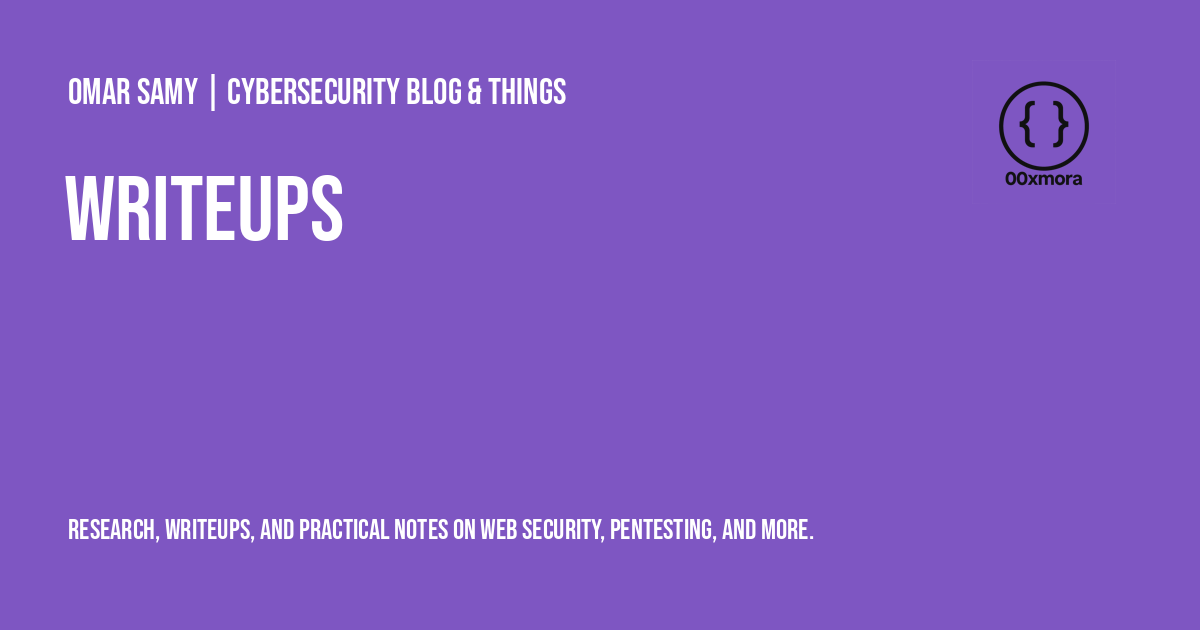 OMAR SAMY | CYBERSECURITY BLOG & THINGS
{ }
00xmora
WRITEUPS
RESEARCH, WRITEUPS, AND PRACTICAL NOTES ON WEB SECURITY, PENTESTING, AND MORE.